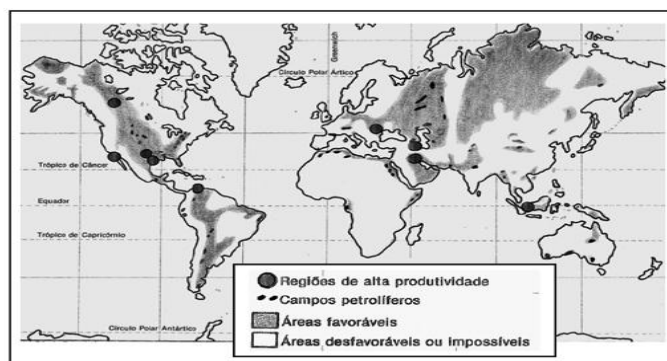 Greenwich
Círculo Polar Ártico
Trópico de Câncer
Equador
Trópico de Capricórnio
Círculo Polar Antártico
Regiões de alta produtividade
Campos petrolíferos
Áreas favoráveis
Áreas desfavoráveis ou impossíveis